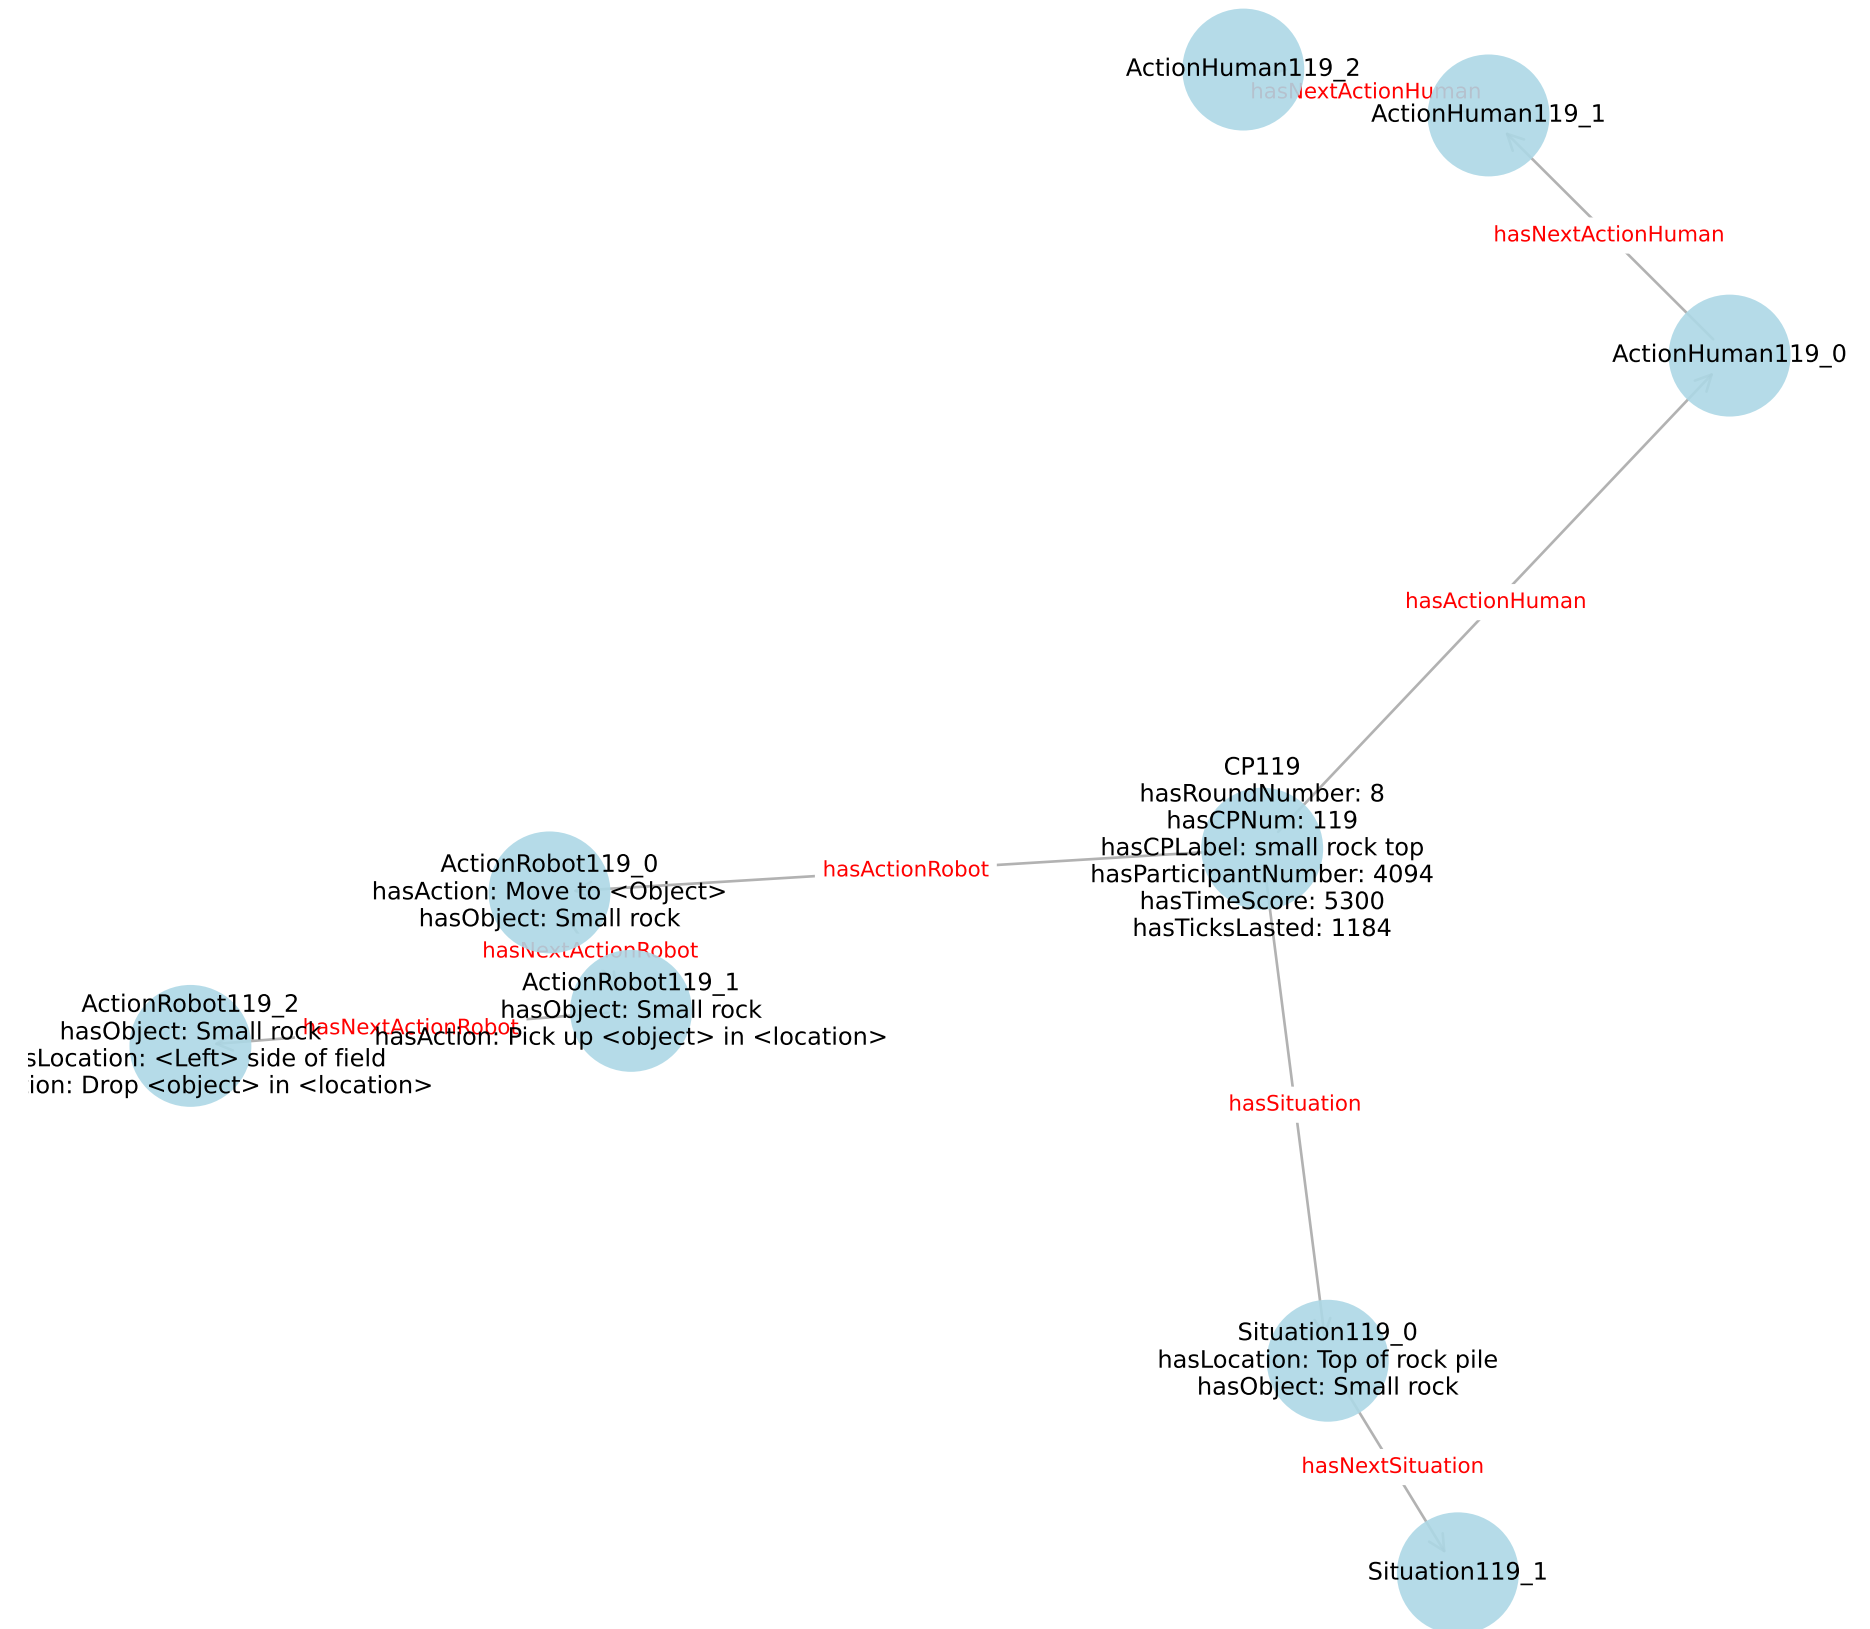 ActionHuman119_2
hasNextActionHuman
ActionHuman119_1
hasNextActionHuman
ActionHuman119_0
hasActionHuman
CP119
hasRoundNumber: 8
hasCPNum: 119
hasCPLabel: small rock top
hasParticipantNumber: 4094
hasTimeScore: 5300
hasTicksLasted: 1184
hasActionRobot
ActionRobot119_0
hasAction: Move to <Object>
hasObject: Small rock
hasNextActionRobot
ActionRobot119_1
hasObject: Small rock
hasAction: Pick up <object> in <location>
hasNextActionRobot
ActionRobot119_2
hasObject: Small rock
sLocation: <Left> side of field
ion: Drop <object> in <location>
hasSituation
Situation119_0
hasLocation: Top of rock pile
hasObject: Small rock
hasNextSituation
Situation119_1